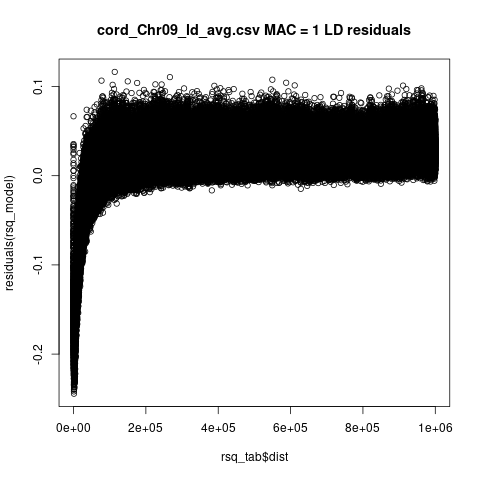 cord_Chr09_ld_avg.csv MAC = 1 LD residuals
0.1
0.0
-0.1
-0.2
residuals(rsq_model)
0e+00 2e+05 4e+05 6e+05 8e+05 1e+06
rsq_tab$dist